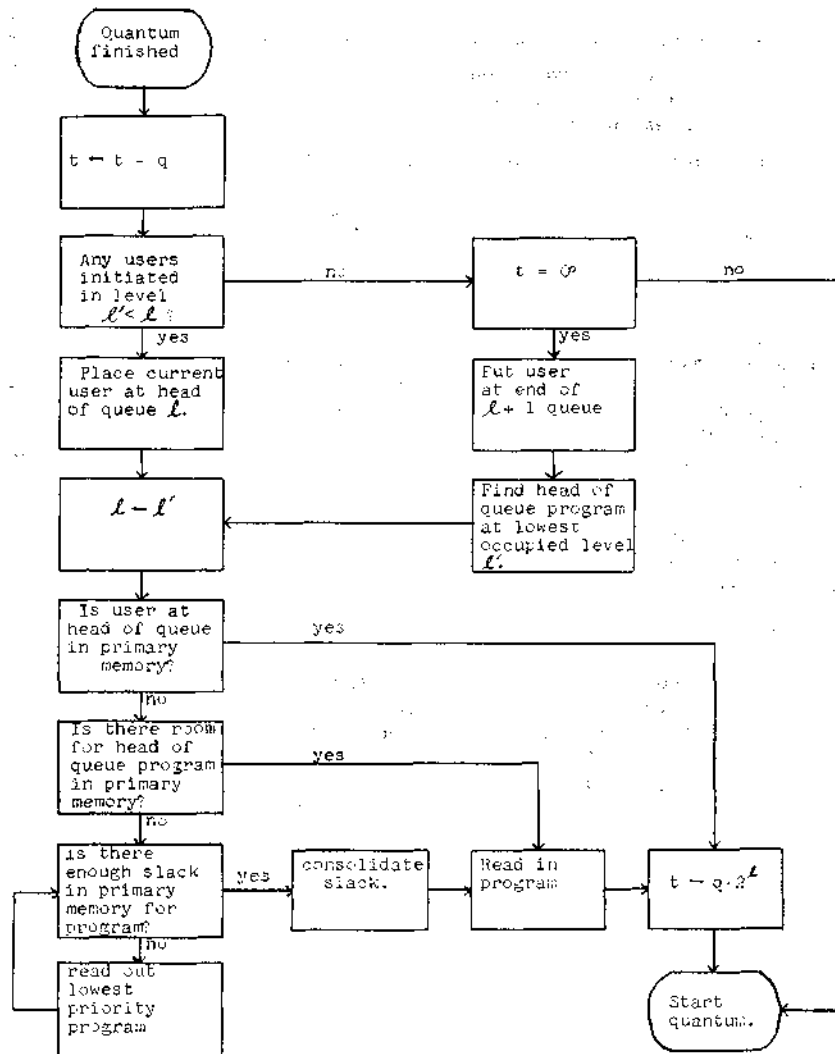 Quantum
finished
t ← t - q
Any users
initiated
in level
ℓ' < ℓ ?
no
yes
t = 0
no
yes
Place current
user at head
of queue ℓ.
Put user
at end of
ℓ + 1 queue
ℓ ← ℓ'
Find head of
queue program
at lowest
occupied level
ℓ'.
Is user at
head of queue
in primary
memory?
yes
no
Is there room
for head of
queue program
in primary
memory?
yes
no
is there
enough slack
in primary
memory for
program?
yes
no
consolidate
slack.
Read in
program
t ← q·2^ℓ
read out
lowest
priority
program
Start
quantum.